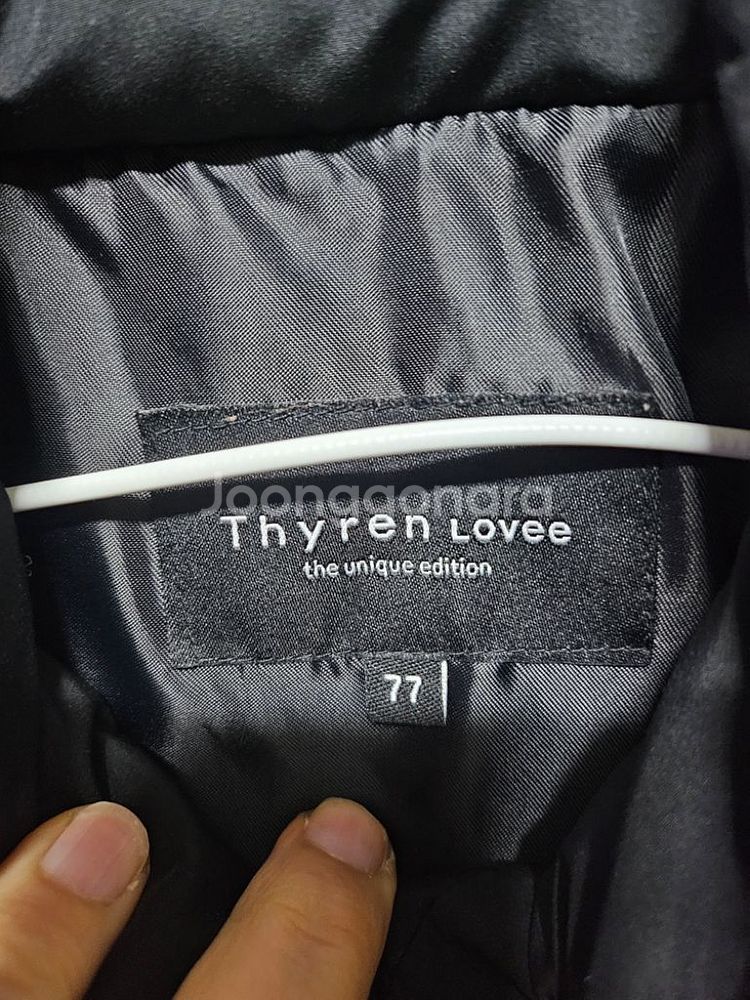 Joonggonara
Thyren Lovee
the unique edition
77